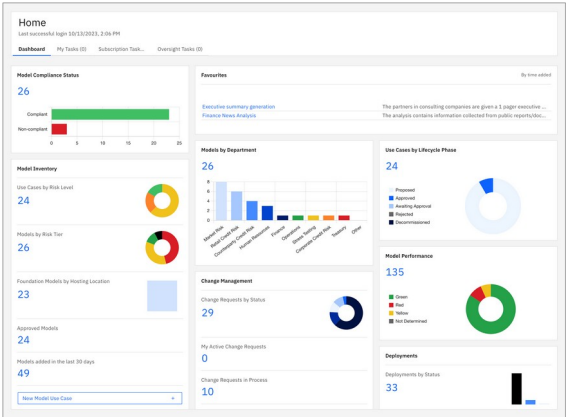 Home
Last successful login 10/13/2023, 2:06 PM
Dashboard My Tasks (0) Subscription Task... Oversight Tasks (0)
Model Compliance Status
26
Compliant
Non-compliant
0 5 10 15 20 25
Favourites By time added
Executive summary generation The partners in consulting companies are given a 1 pager executive ...
Finance News Analysis The analysis contains information collected from public reports/doc...
Model Inventory
Use Cases by Risk Level
24
Models by Risk Tier
26
Foundation Models by Hosting Location
23
Approved Models
24
Models added in the last 30 days
49
New Model Use Case +
Models by Department
26
8
6
4
2
0
Market Risk
Retail Credit Risk
Counterparty Credit Risk
Human Resources
Finance
Operations
Stress Testing
Corporate Credit Risk
Treasury
Other
Change Management
Change Requests by Status
29
My Active Change Requests
0
Change Requests in Process
10
Use Cases by Lifecycle Phase
24
Proposed
Approved
Awaiting Approval
Rejected
Decommissioned
Model Performance
135
Green
Red
Yellow
Not Determined
Deployments
Deployments by Status
33